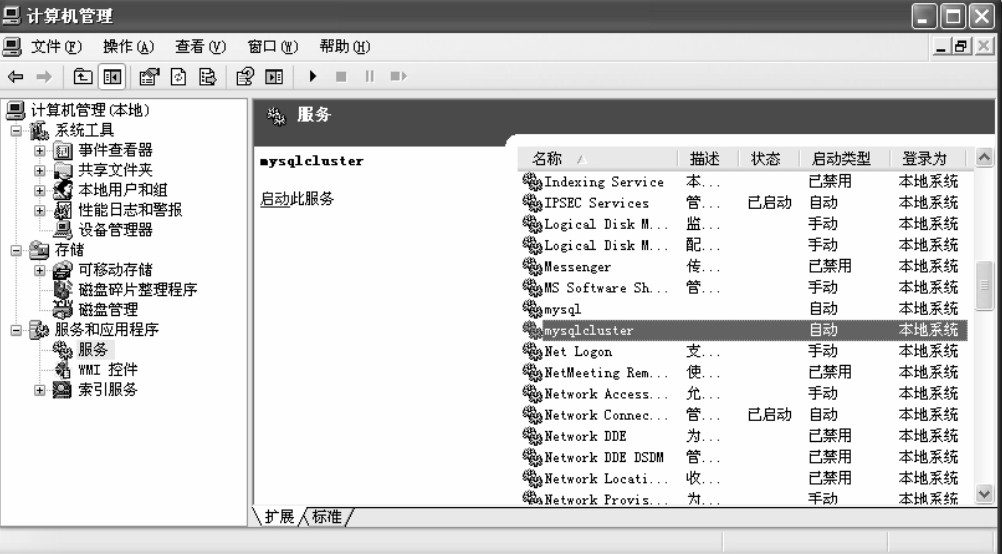 计算机管理
文件(F) 操作(A) 查看(V) 窗口(W) 帮助(H)
计算机管理(本地)
系统工具
事件查看器
共享文件夹
本地用户和组
性能日志和警报
设备管理器
存储
可移动存储
磁盘碎片整理程序
磁盘管理
服务和应用程序
服务
WMI 控件
索引服务
服务
mysqlcluster
启动此服务
名称 描述 状态 启动类型 登录为
Indexing Service 本... 已禁用 本地系统
IPSEC Services 管... 已启动 自动 本地系统
Logical Disk M... 监... 手动 本地系统
Logical Disk M... 配... 手动 本地系统
Messenger 传... 已禁用 本地系统
MS Software Sh... 管... 手动 本地系统
mysql 自动 本地系统
mysqlcluster 自动 本地系统
Net Logon 支... 手动 本地系统
NetMeeting Rem... 使... 已禁用 本地系统
Network Access... 允... 手动 本地系统
Network Connec... 管... 已启动 自动 本地系统
Network DDE 为... 已禁用 本地系统
Network DDE DSDM 管... 已禁用 本地系统
Network Locati... 收... 已禁用 本地系统
Network Provis... 为... 手动 本地系统
扩展 标准